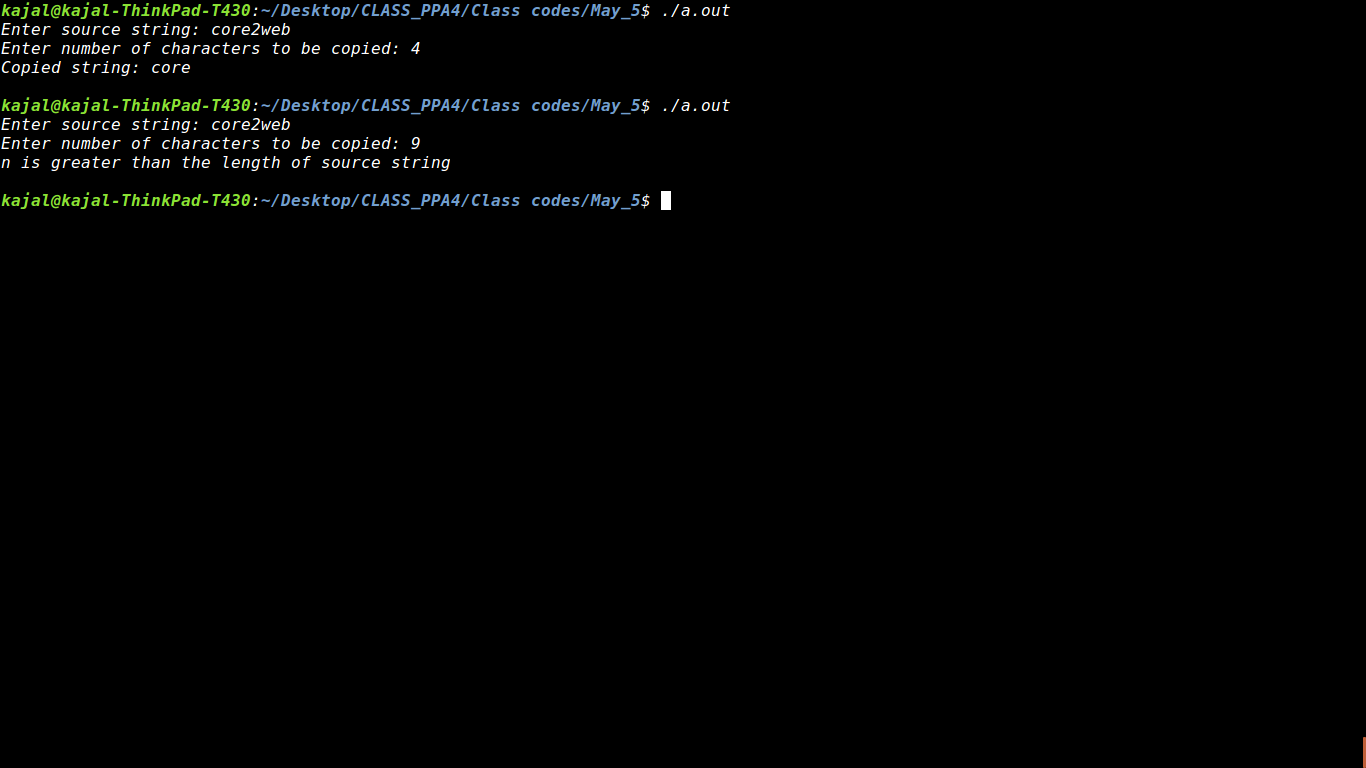 kajal@kajal-ThinkPad-T430:~/Desktop/CLASS_PPA4/Class codes/May_5$ ./a.out
Enter source string: core2web
Enter number of characters to be copied: 4
Copied string: core
kajal@kajal-ThinkPad-T430:~/Desktop/CLASS_PPA4/Class codes/May_5$ ./a.out
Enter source string: core2web
Enter number of characters to be copied: 9
n is greater than the length of source string
kajal@kajal-ThinkPad-T430:~/Desktop/CLASS_PPA4/Class codes/May_5$